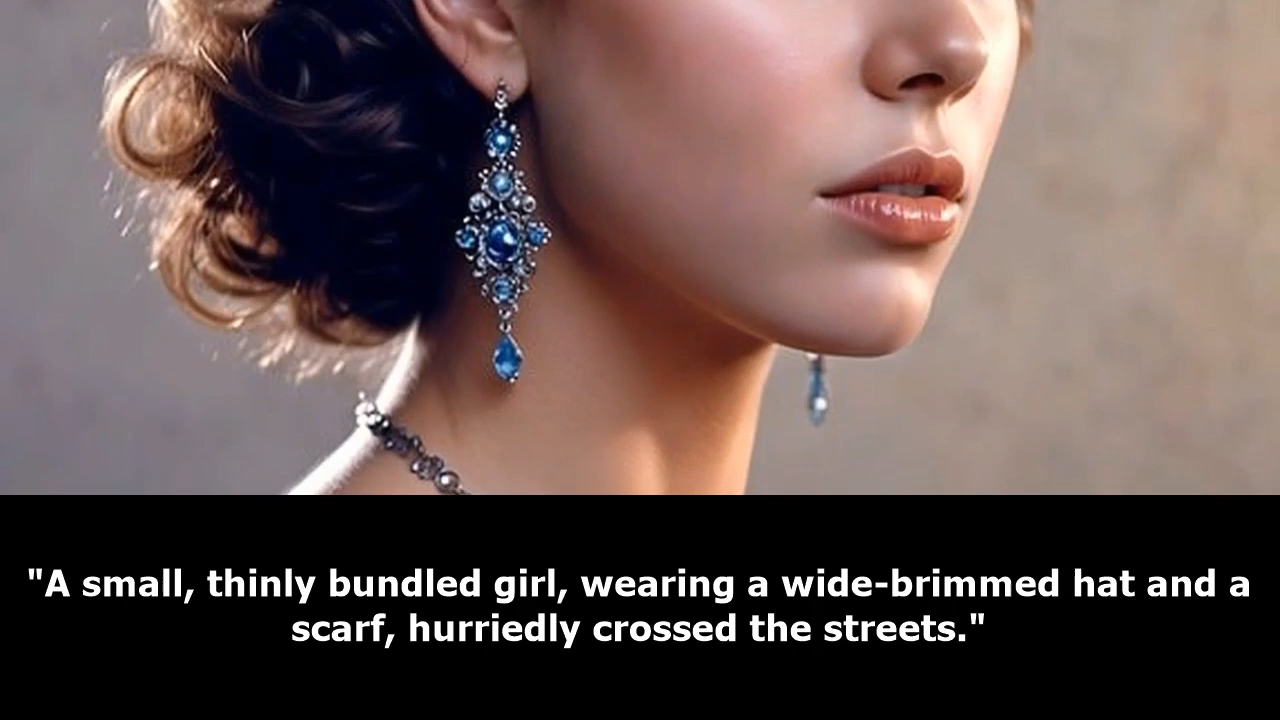 "A small, thinly bundled girl, wearing a wide-brimmed hat and a
scarf, hurriedly crossed the streets."